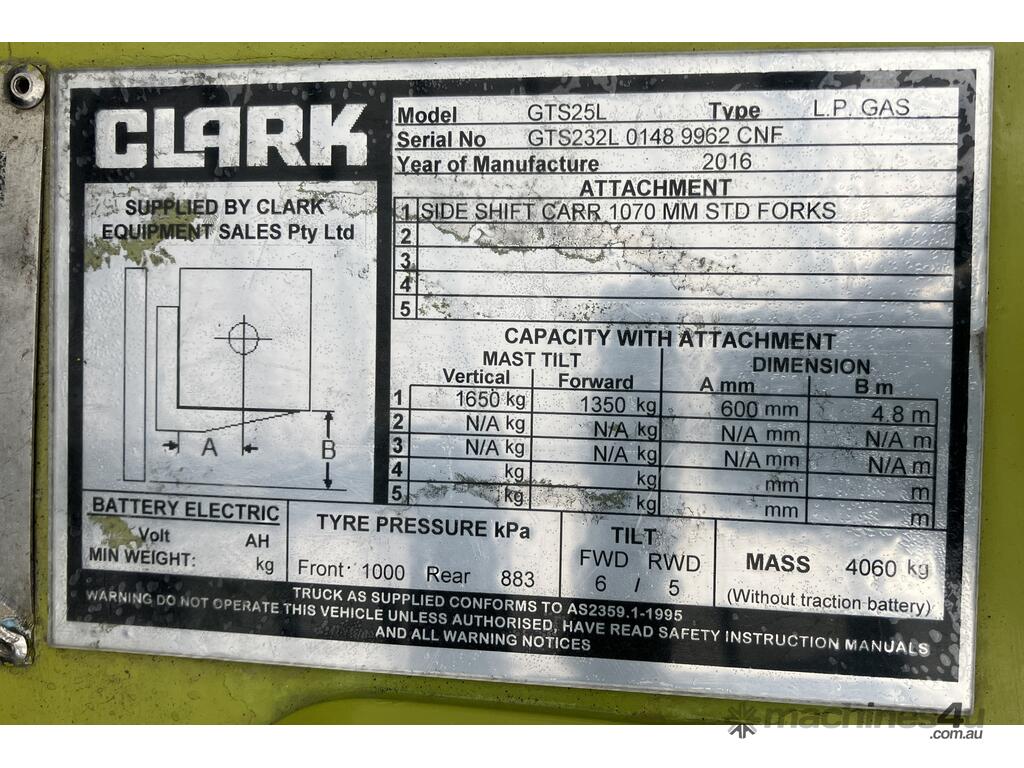 CLARK
SUPPLIED BY CLARK
EQUIPMENT SALES Pty Ltd
A
B
Model GTS25L Type L.P. GAS
Serial No GTS232L 0148 9962 CNF
Year of Manufacture 2016
ATTACHMENT
1 SIDE SHIFT CARR 1070 MM STD FORKS
2
3
4
5
CAPACITY WITH ATTACHMENT
MAST TILT DIMENSION
Vertical Forward A mm B m
1 1650 kg 1350 kg 600 mm 4.8 m
2 N/A kg N/A kg N/A mm N/A m
3 N/A kg N/A kg N/A mm N/A m
4 kg kg mm m
5 kg kg mm m
BATTERY ELECTRIC
Volt AH
MIN WEIGHT: kg
TYRE PRESSURE kPa
Front: 1000 Rear 883
TILT
FWD RWD
6 / 5
MASS 4060 kg
(Without traction battery)
TRUCK AS SUPPLIED CONFORMS TO AS2359.1-1995
WARNING DO NOT OPERATE THIS VEHICLE UNLESS AUTHORISED, HAVE READ SAFETY INSTRUCTION MANUALS
AND ALL WARNING NOTICES
machines4u
.com.au